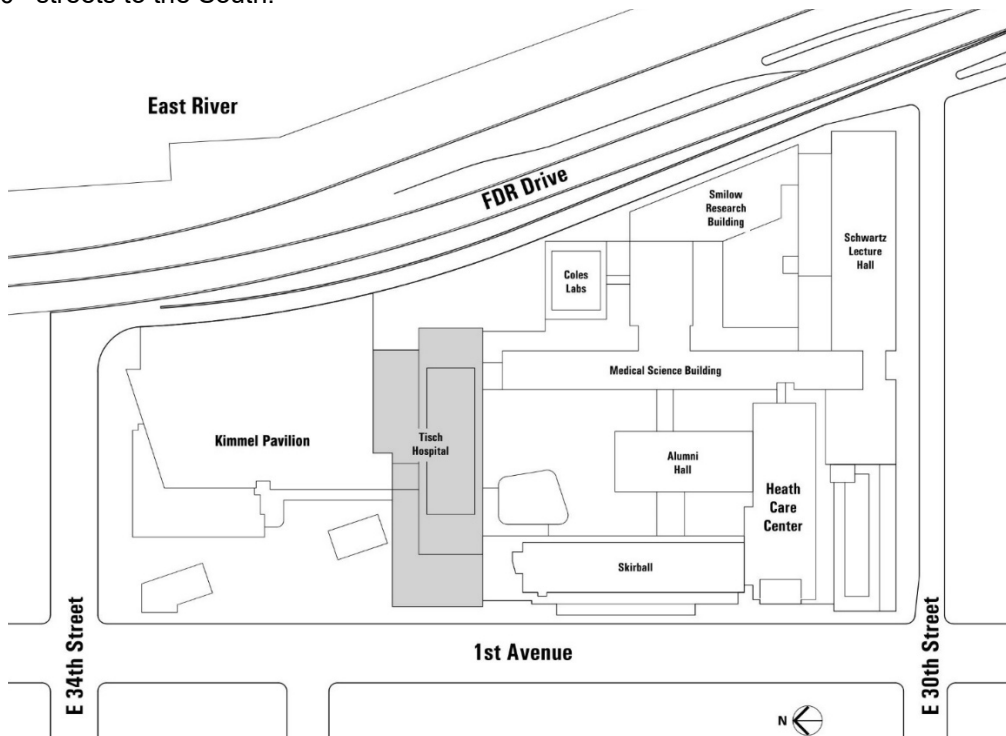 streets to the South.
East River
FDR Drive
Smilow
Research
Building
Schwartz
Lecture
Hall
Coles
Labs
Medical Science Building
Kimmel Pavilion
Tisch
Hospital
Alumni
Hall
Heath
Care
Center
Skirball
E 34th Street
1st Avenue
E 30th Street
N